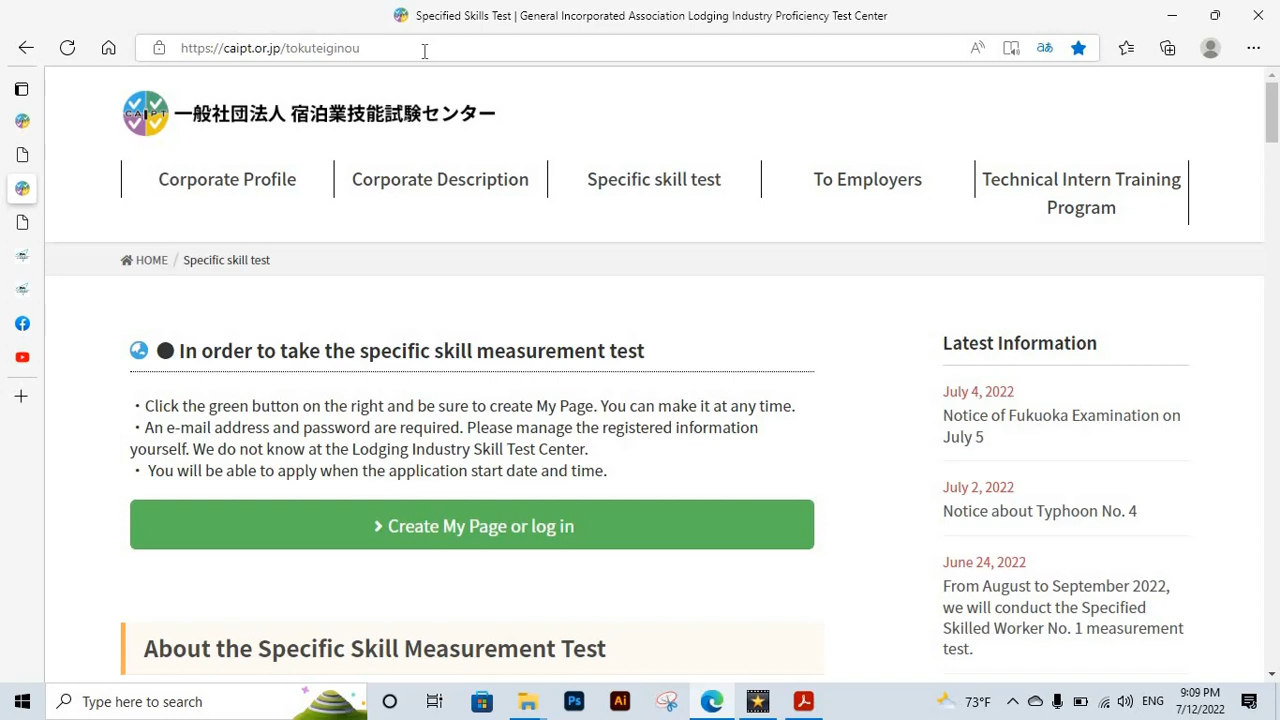 Specified Skills Test | General Incorporated Association Lodging Industry Proficiency Test Center
https://caipt.or.jp/tokuteiginou
CAIPT 一般社団法人 宿泊業技能試験センター
Corporate Profile
Corporate Description
Specific skill test
To Employers
Technical Intern Training
Program
HOME / Specific skill test
● In order to take the specific skill measurement test
・Click the green button on the right and be sure to create My Page. You can make it at any time.
・An e-mail address and password are required. Please manage the registered information
yourself. We do not know at the Lodging Industry Skill Test Center.
・ You will be able to apply when the application start date and time.
Create My Page or log in
About the Specific Skill Measurement Test
Latest Information
July 4, 2022
Notice of Fukuoka Examination on
July 5
July 2, 2022
Notice about Typhoon No. 4
June 24, 2022
From August to September 2022,
we will conduct the Specified
Skilled Worker No. 1 measurement
test.
Type here to search
Ps
Ai
73°F
ENG
9:09 PM
7/12/2022